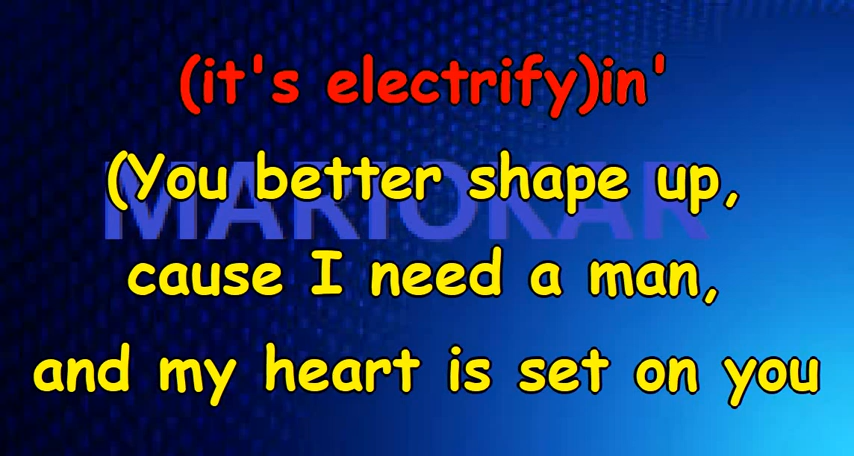 (it's electrify)in'
MARIOKAR
(You better shape up,
cause I need a man,
and my heart is set on you